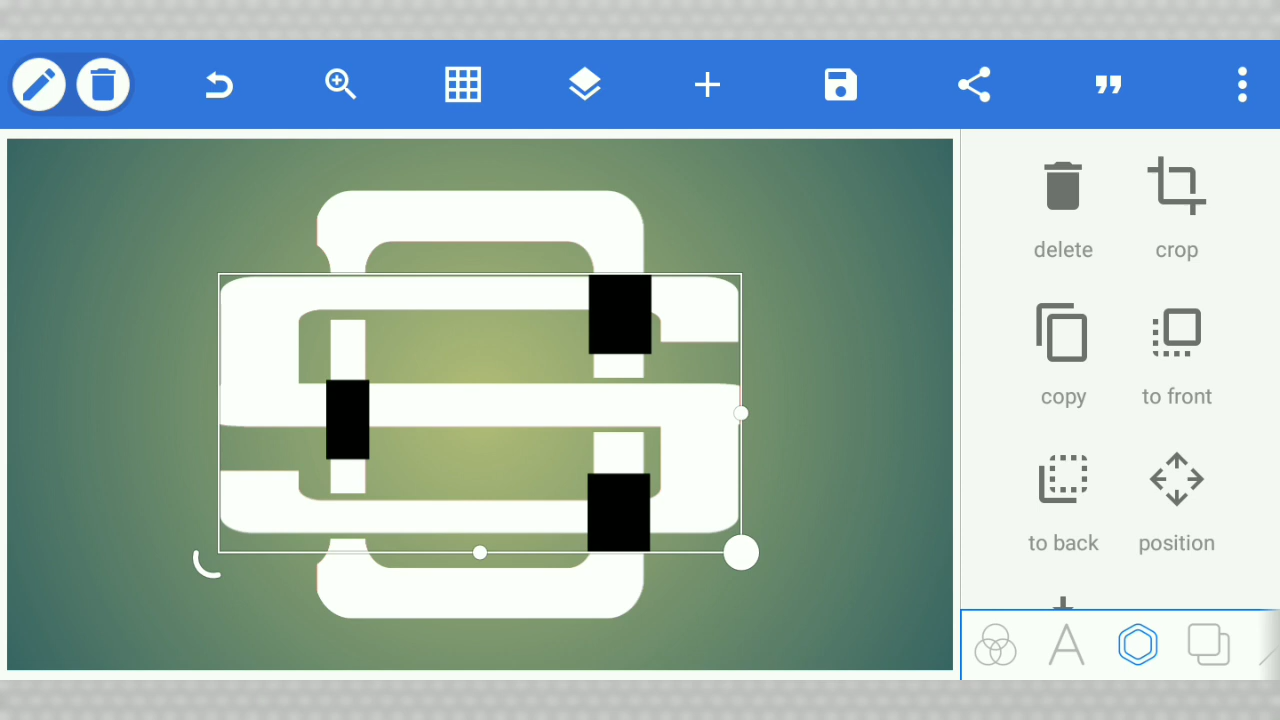 delete
crop
copy
to front
to back
position